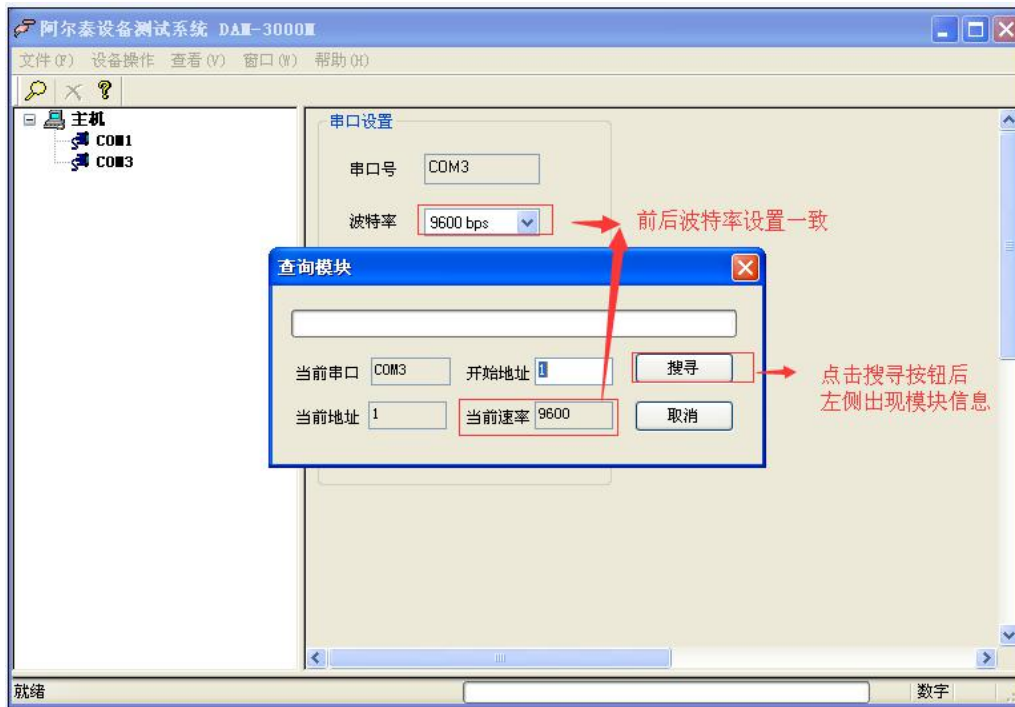 阿尔泰设备测试系统 DAM-3000M
文件(F) 设备操作 查看(V) 窗口(W) 帮助(H)
主机
COM1
COM3
串口设置
串口号 COM3
波特率 9600 bps
前后波特率设置一致
查询模块
当前串口 COM3 开始地址 1 搜寻
当前地址 1 当前速率 9600 取消
点击搜寻按钮后
左侧出现模块信息
就绪 数字